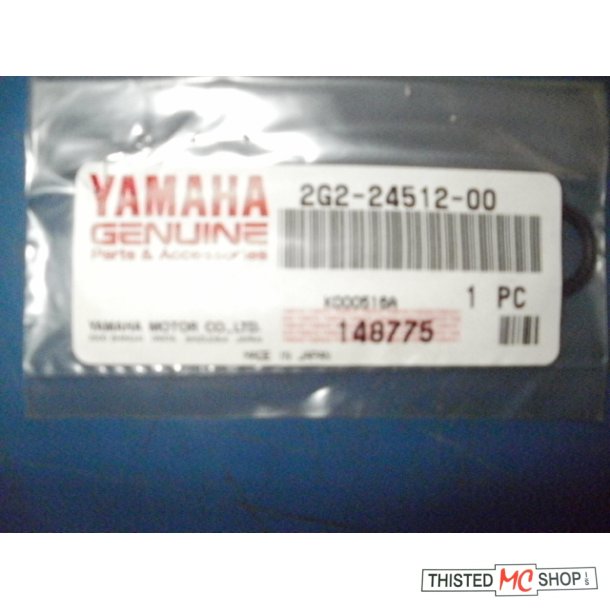 YAMAHA
GENUINE
Parts & Accessories
2G2-24512-00
K000516A
1 PC
YAMAHA MOTOR CO., LTD.
148775
MADE IN JAPAN
THISTED MC SHOP I/S